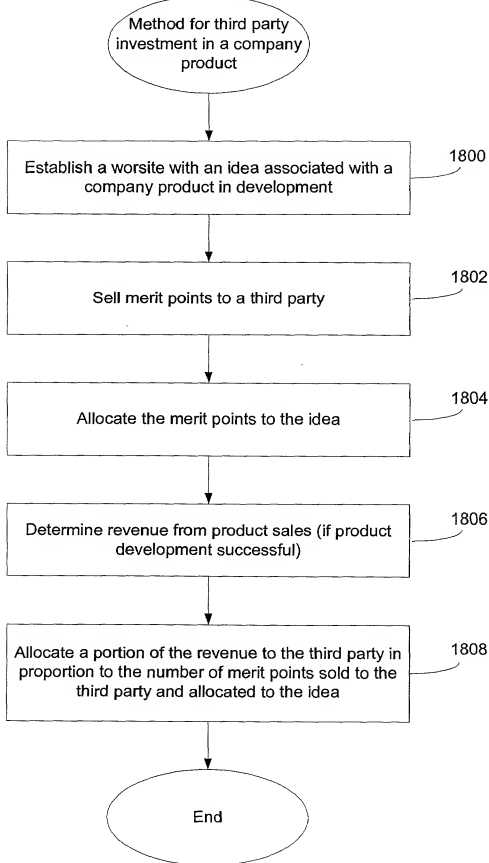 Method for third party
investment in a company
product
Establish a worsite with an idea associated with a
company product in development
1800
Sell merit points to a third party
1802
Allocate the merit points to the idea
1804
Determine revenue from product sales (if product
development successful)
1806
Allocate a portion of the revenue to the third party in
proportion to the number of merit points sold to the
third party and allocated to the idea
1808
End